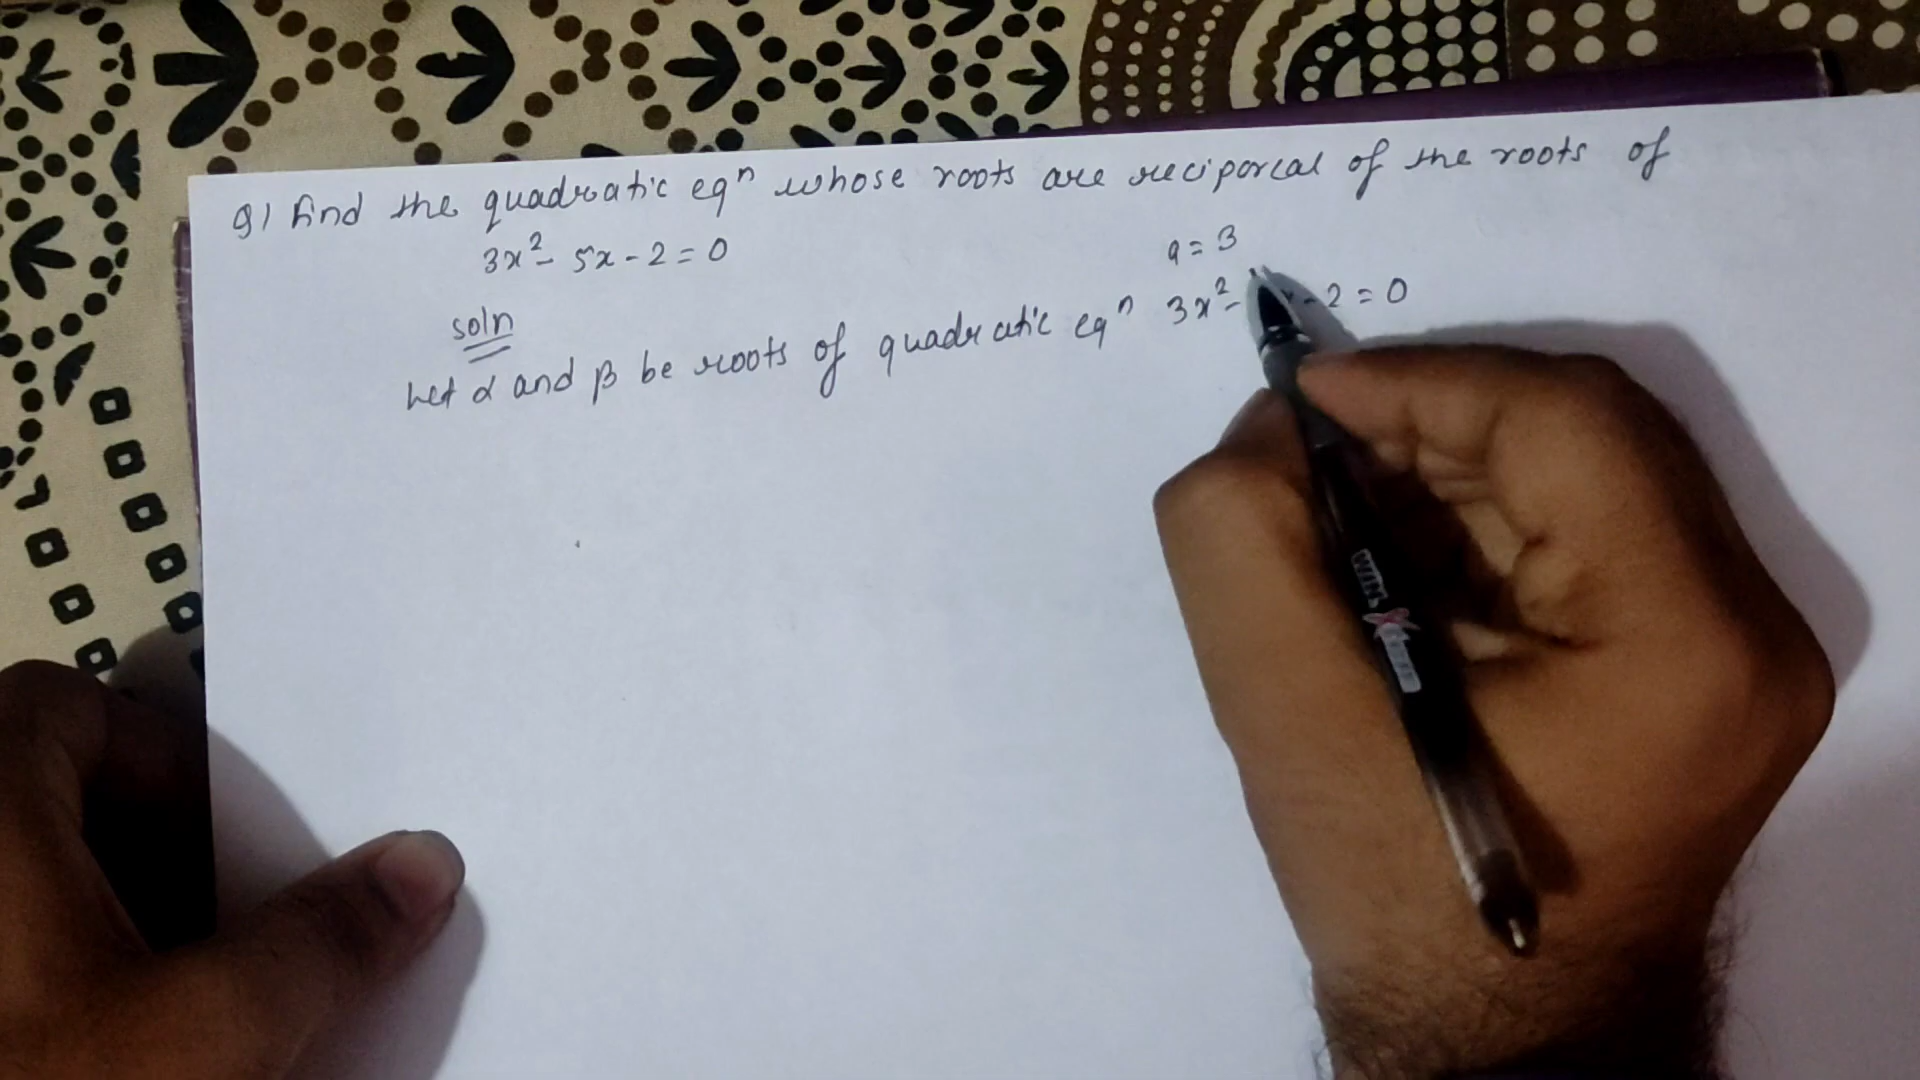 Q) Find the quadratic eqⁿ whose roots are reciporcal of the roots of
3x² - 5x - 2 = 0
soln
a = 3
Let α and β be roots of quadratic eqⁿ 3x² - x - 2 = 0
WIN